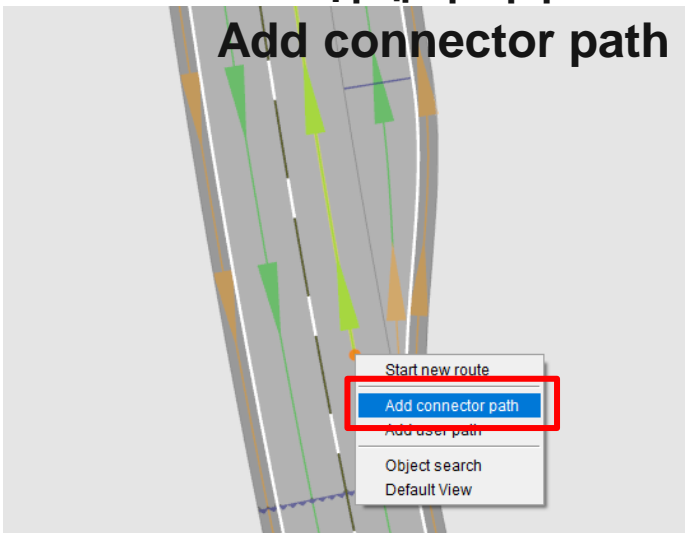 Add connector path
Start new route
Add connector path
Add user path
Object search
Default View